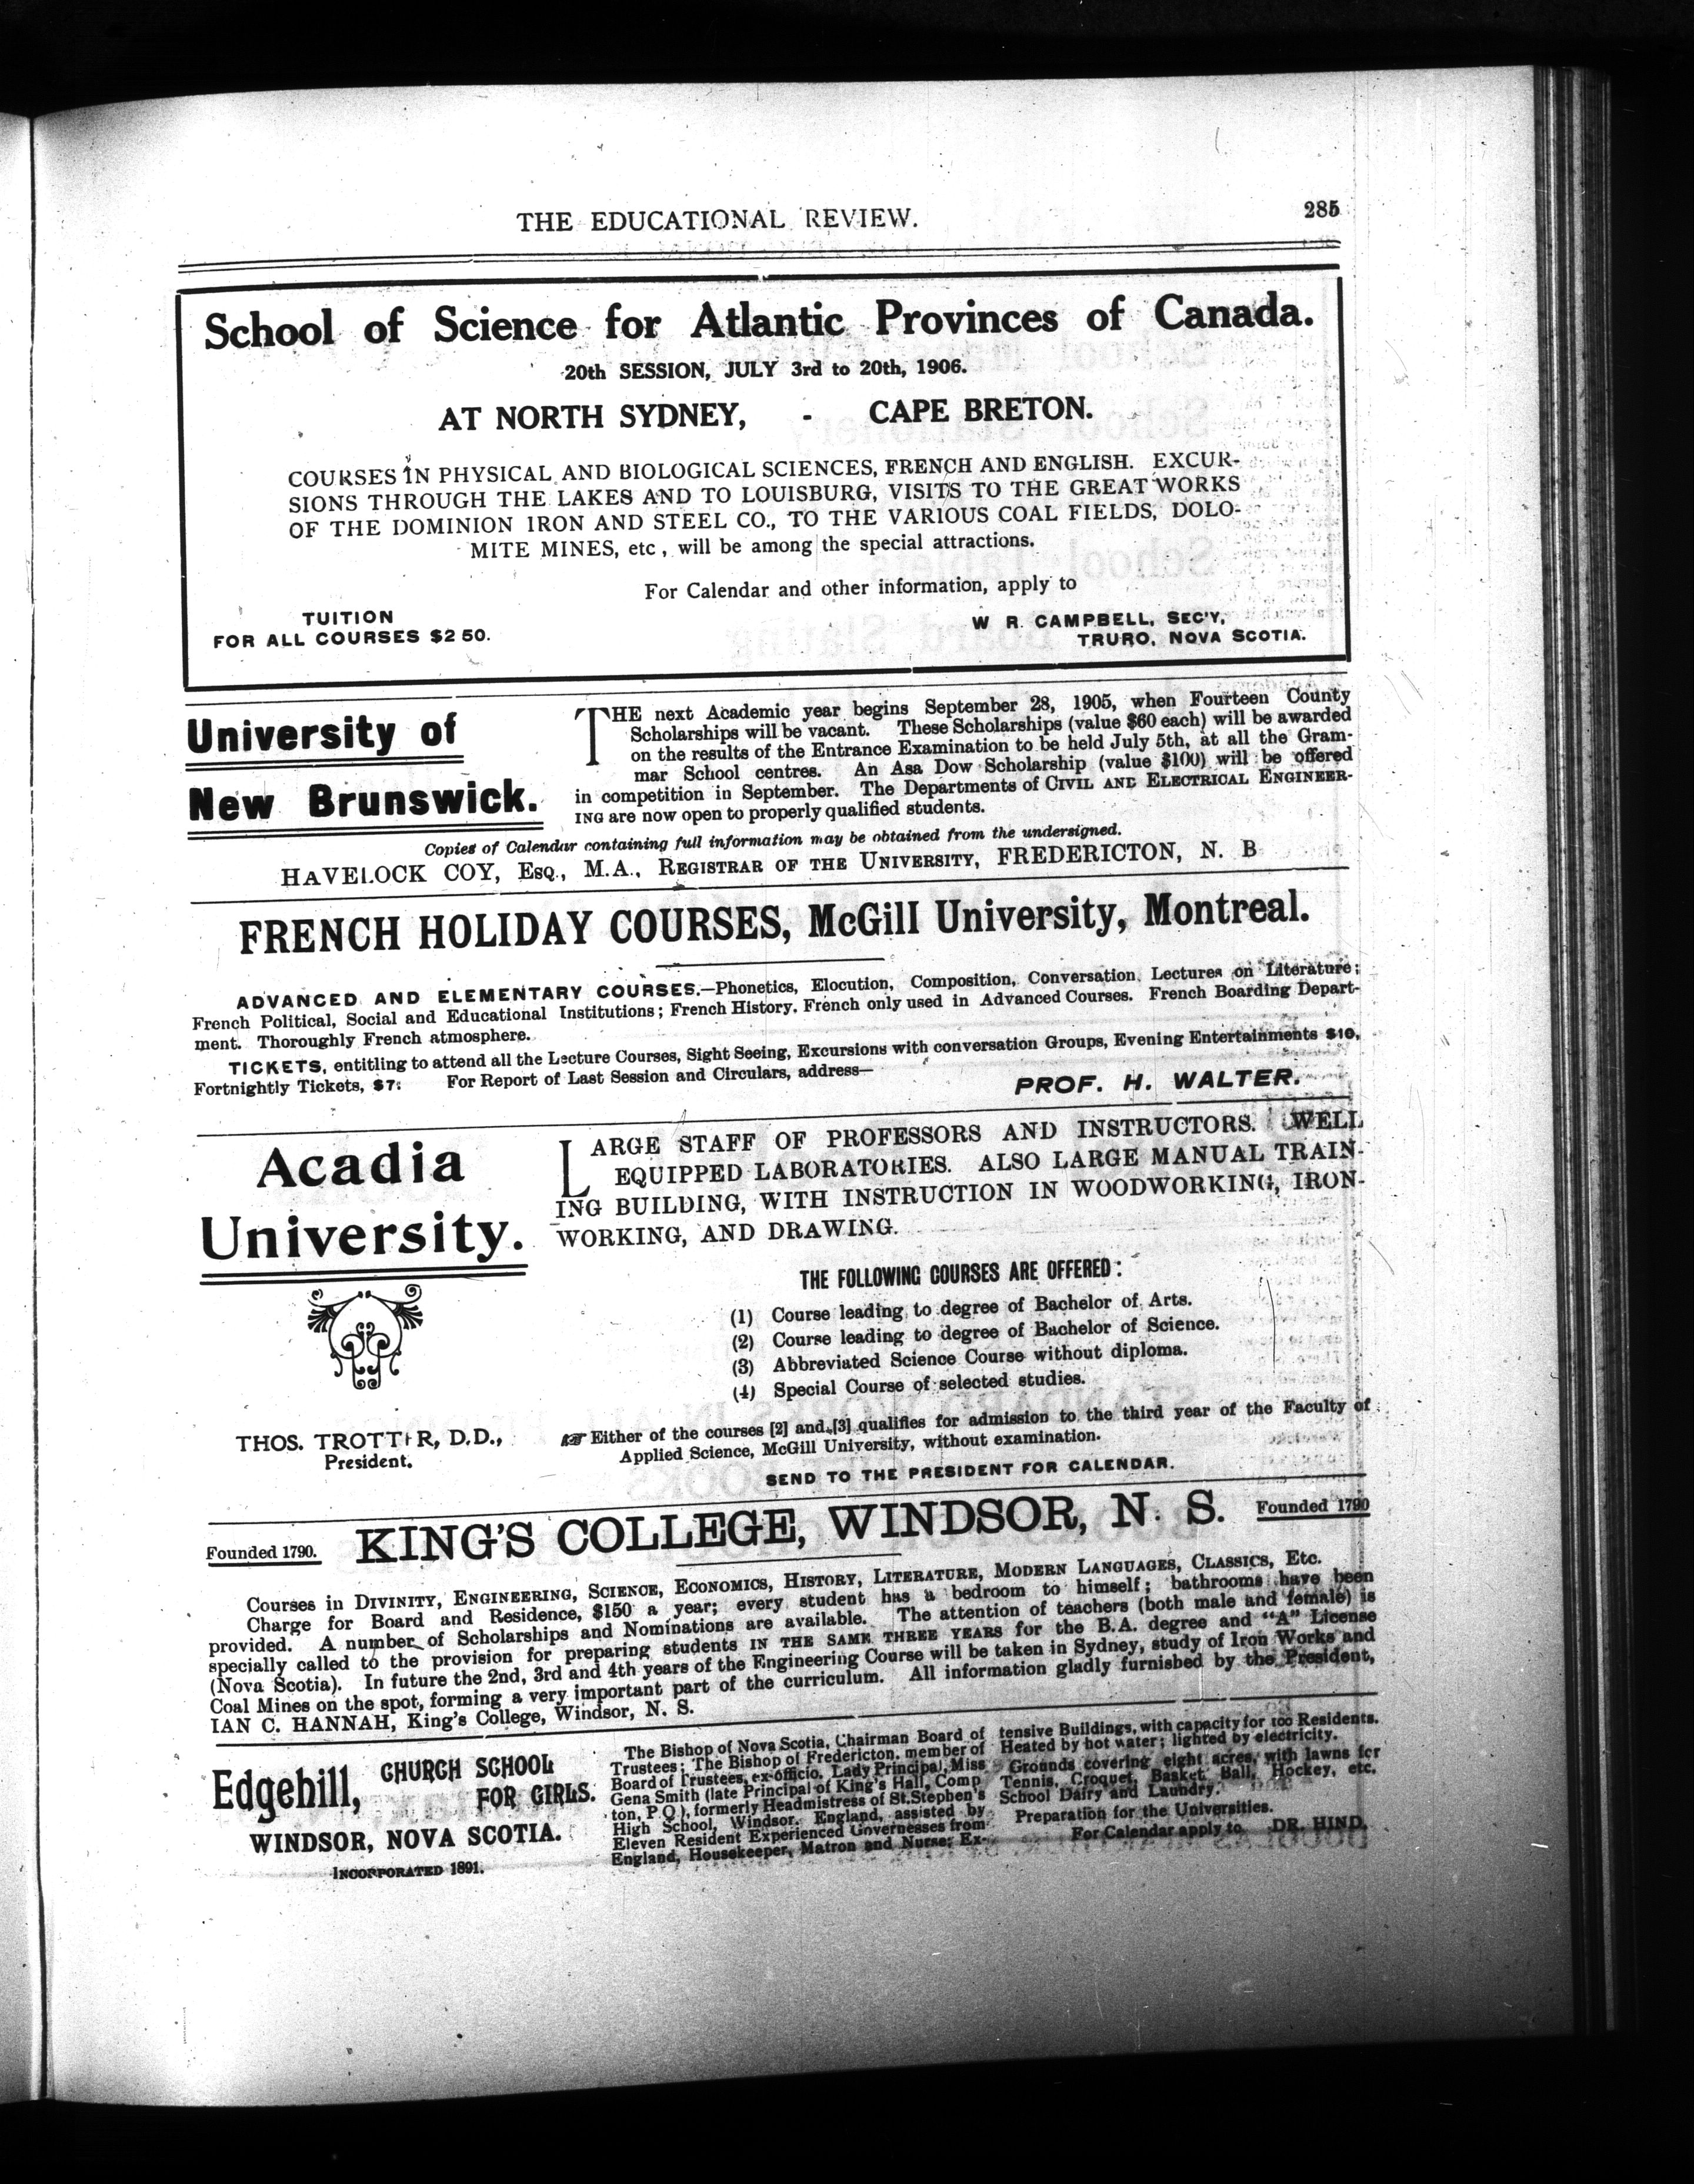 THE EDUCATIONAL REVIEW.
285
School of Science for Atlantic Provinces of Canada.
20th SESSION, JULY 3rd to 20th, 1906.
AT NORTH SYDNEY, - CAPE BRETON.
COURSES IN PHYSICAL AND BIOLOGICAL SCIENCES, FRENCH AND ENGLISH. EXCUR-
SIONS THROUGH THE LAKES AND TO LOUISBURG, VISITS TO THE GREAT WORKS
OF THE DOMINION IRON AND STEEL CO., TO THE VARIOUS COAL FIELDS, DOLO-
MITE MINES, etc , will be among the special attractions.
For Calendar and other information, apply to
TUITION
FOR ALL COURSES $2 50.
W R. CAMPBELL, SEC'Y,
TRURO, NOVA SCOTIA.
University of
New Brunswick.
THE next Academic year begins September 28, 1905, when Fourteen County
Scholarships will be vacant. These Scholarships (value $60 each) will be awarded
on the results of the Entrance Examination to be held July 5th, at all the Gram-
mar School centres. An Asa Dow Scholarship (value $100) will be offered
in competition in September. The Departments of CIVIL AND ELECTRICAL ENGINEER-
ING are now open to properly qualified students.
Copies of Calendar containing full information may be obtained from the undersigned.
HAVELOCK COY, ESQ., M.A., REGISTRAR OF THE UNIVERSITY, FREDERICTON, N. B
FRENCH HOLIDAY COURSES, McGill University, Montreal.
ADVANCED AND ELEMENTARY COURSES.—Phonetics, Elocution, Composition, Conversation, Lectures on Literature;
French Political, Social and Educational Institutions; French History. French only used in Advanced Courses. French Boarding Depart-
ment. Thoroughly French atmosphere.
TICKETS, entitling to attend all the Lecture Courses, Sight Seeing, Excursions with conversation Groups, Evening Entertainments $10,
Fortnightly Tickets, $7. For Report of Last Session and Circulars, address—
PROF. H. WALTER.
Acadia
University.
LARGE STAFF OF PROFESSORS AND INSTRUCTORS. WELL
EQUIPPED LABORATORIES. ALSO LARGE MANUAL TRAIN-
ING BUILDING, WITH INSTRUCTION IN WOODWORKING, IRON-
WORKING, AND DRAWING.
THE FOLLOWING COURSES ARE OFFERED:
(1) Course leading to degree of Bachelor of Arts.
(2) Course leading to degree of Bachelor of Science.
(3) Abbreviated Science Course without diploma.
(4) Special Course of selected studies.
THOS. TROTTER, D.D.,
President.
☞ Either of the courses [2] and [3] qualifies for admission to the third year of the Faculty of
Applied Science, McGill University, without examination.
SEND TO THE PRESIDENT FOR CALENDAR.
Founded 1790. KING'S COLLEGE, WINDSOR, N. S. Founded 1790
Courses in DIVINITY, ENGINEERING, SCIENCE, ECONOMICS, HISTORY, LITERATURE, MODERN LANGUAGES, CLASSICS, ETC.
Charge for Board and Residence, $150 a year; every student has a bedroom to himself; bathrooms have been
provided. A number of Scholarships and Nominations are available. The attention of teachers (both male and female) is
specially called to the provision for preparing students IN THE SAME THREE YEARS for the B.A. degree and "A" License
(Nova Scotia). In future the 2nd, 3rd and 4th years of the Engineering Course will be taken in Sydney, study of Iron Works and
Coal Mines on the spot, forming a very important part of the curriculum. All information gladly furnished by the President,
IAN C. HANNAH, King's College, Windsor, N. S.
Edgehill, CHURCH SCHOOL
FOR GIRLS.
WINDSOR, NOVA SCOTIA.
INCORPORATED 1891.
The Bishop of Nova Scotia, Chairman Board of
Trustees; The Bishop of Fredericton, member of
Board of Trustees, ex-officio. Lady Principal, Miss
Gena Smith (late Principal of King's Hall, Comp
ton, P.Q.), formerly Headmistress of St. Stephen's
High School, Windsor, England, assisted by
Eleven Resident Experienced Governesses from
England, Housekeeper, Matron and Nurse; Ex-
tensive Buildings, with capacity for 100 Residents.
Heated by hot water; lighted by electricity.
Grounds covering eight acres, with lawns for
Tennis, Croquet, Basket Ball, Hockey, etc.
School Dairy and Laundry.
Preparation for the Universities.
For Calendar apply to DR. HIND.